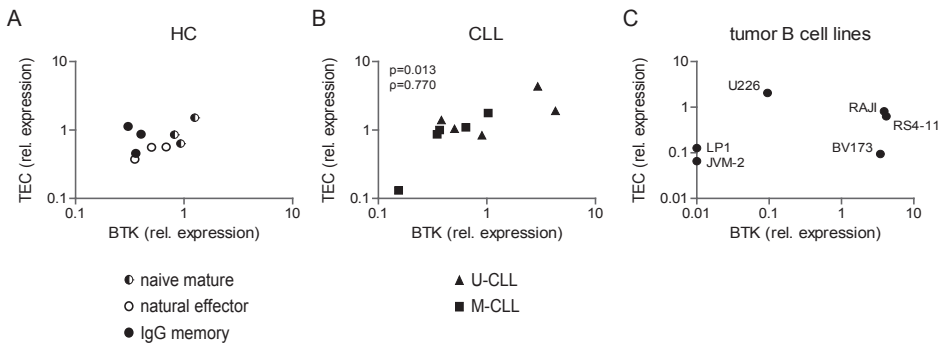 A
HC
TEC (rel. expression)
10
1
0.1
0.1
1
10
BTK (rel. expression)
naive mature
natural effector
IgG memory
B
CLL
TEC (rel. expression)
10
1
0.1
p=0.013
ρ=0.770
0.1
1
10
BTK (rel. expression)
U-CLL
M-CLL
C
tumor B cell lines
TEC (rel. expression)
10
1
0.1
0.01
U226
RAJI
RS4-11
LP1
JVM-2
BV173
0.01
0.1
1
10
BTK (rel. expression)